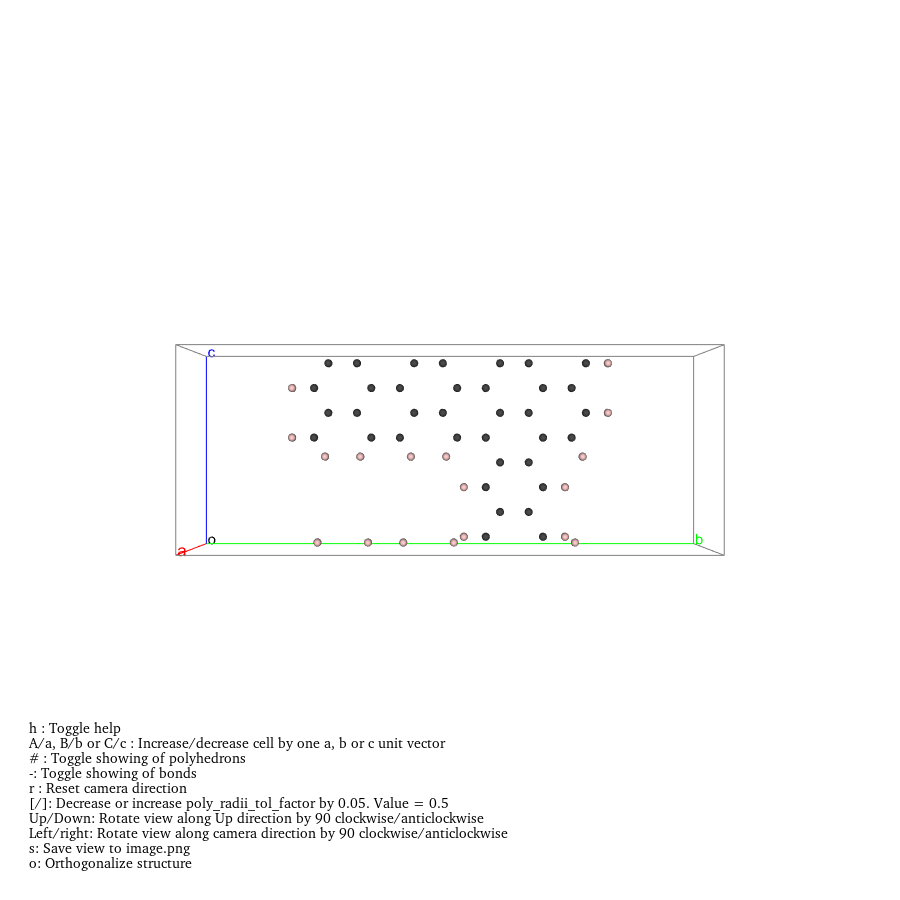 c
o
a
b
h : Toggle help
A/a, B/b or C/c : Increase/decrease cell by one a, b or c unit vector
# : Toggle showing of polyhedrons
-: Toggle showing of bonds
r : Reset camera direction
[/]: Decrease or increase poly_radii_tol_factor by 0.05. Value = 0.5
Up/Down: Rotate view along Up direction by 90 clockwise/anticlockwise
Left/right: Rotate view along camera direction by 90 clockwise/anticlockwise
s: Save view to image.png
o: Orthogonalize structure